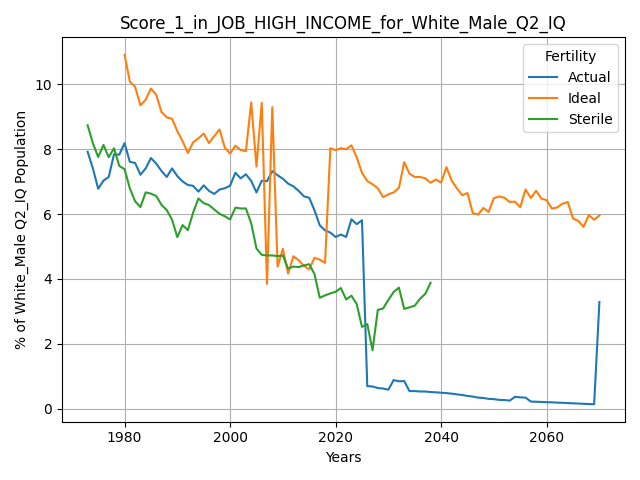 Score_1_in_JOB_HIGH_INCOME_for_White_Male_Q2_IQ
Fertility
Actual
Ideal
Sterile
% of White_Male Q2_IQ Population
10
8
6
4
2
0
1980
2000
2020
2040
2060
Years